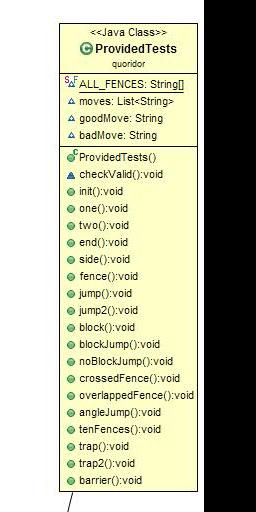 <<Java Class>>
C ProvidedTests
quoridor
S F ALL_FENCES: String[]
moves: List<String>
goodMove: String
badMove: String
C ProvidedTests()
checkValid():void
init():void
one():void
two():void
end():void
side():void
fence():void
jump():void
jump2():void
block():void
blockJump():void
noBlockJump():void
crossedFence():void
overlappedFence():void
angleJump():void
tenFences():void
trap():void
trap2():void
barrier():void